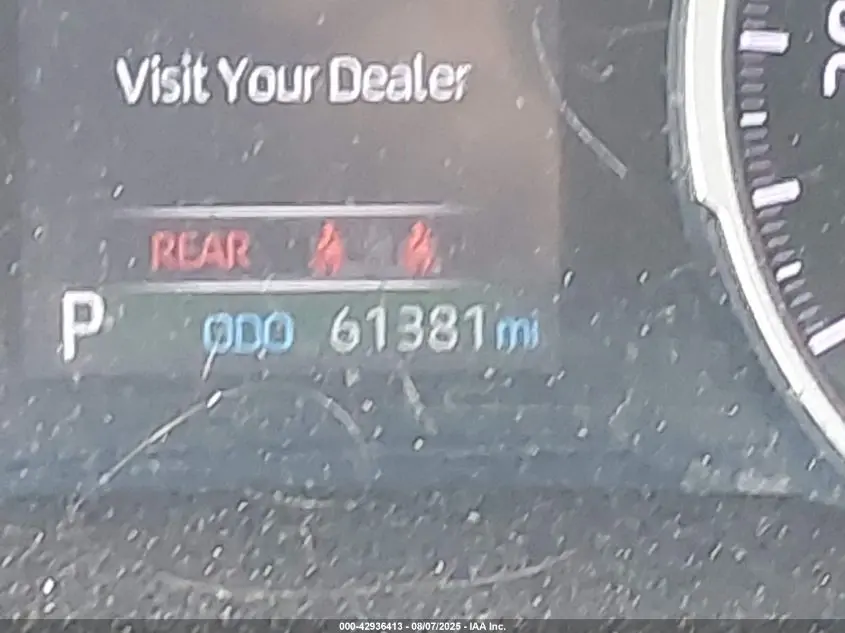 Visit Your Dealer
REAR
P ODO 61381 mi
000-42936413 - 08/07/2025 - IAA Inc.